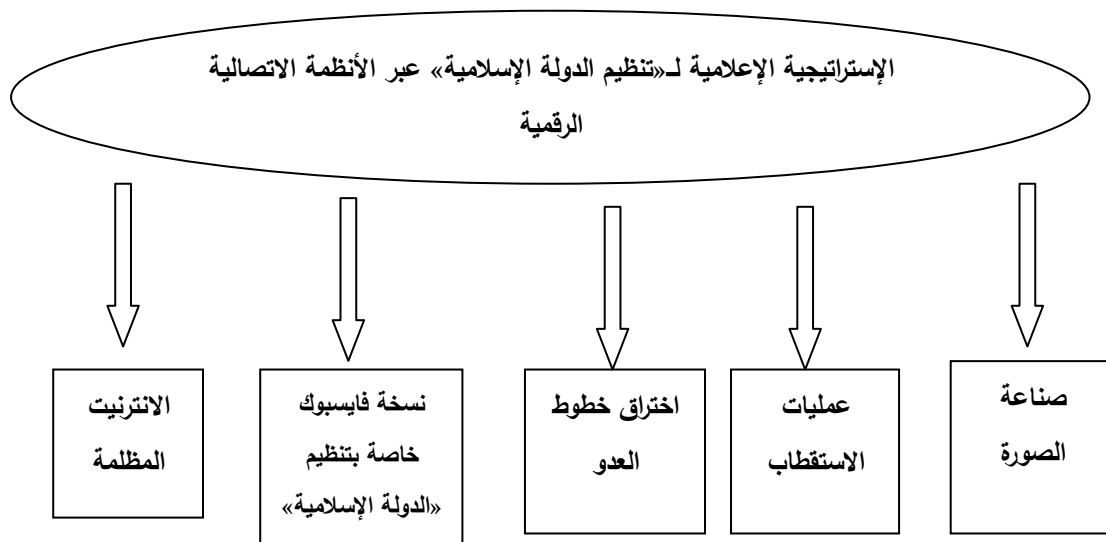 الإستراتيجية الإعلامية لـ«تنظيم الدولة الإسلامية» عبر الأنظمة الاتصالية
الرقمية
صناعة
الصورة
عمليات
الاستقطاب
اختراق خطوط
العدو
نسخة فايسبوك
خاصة بتنظيم
«الدولة الإسلامية»
الانترنيت
المظلمة